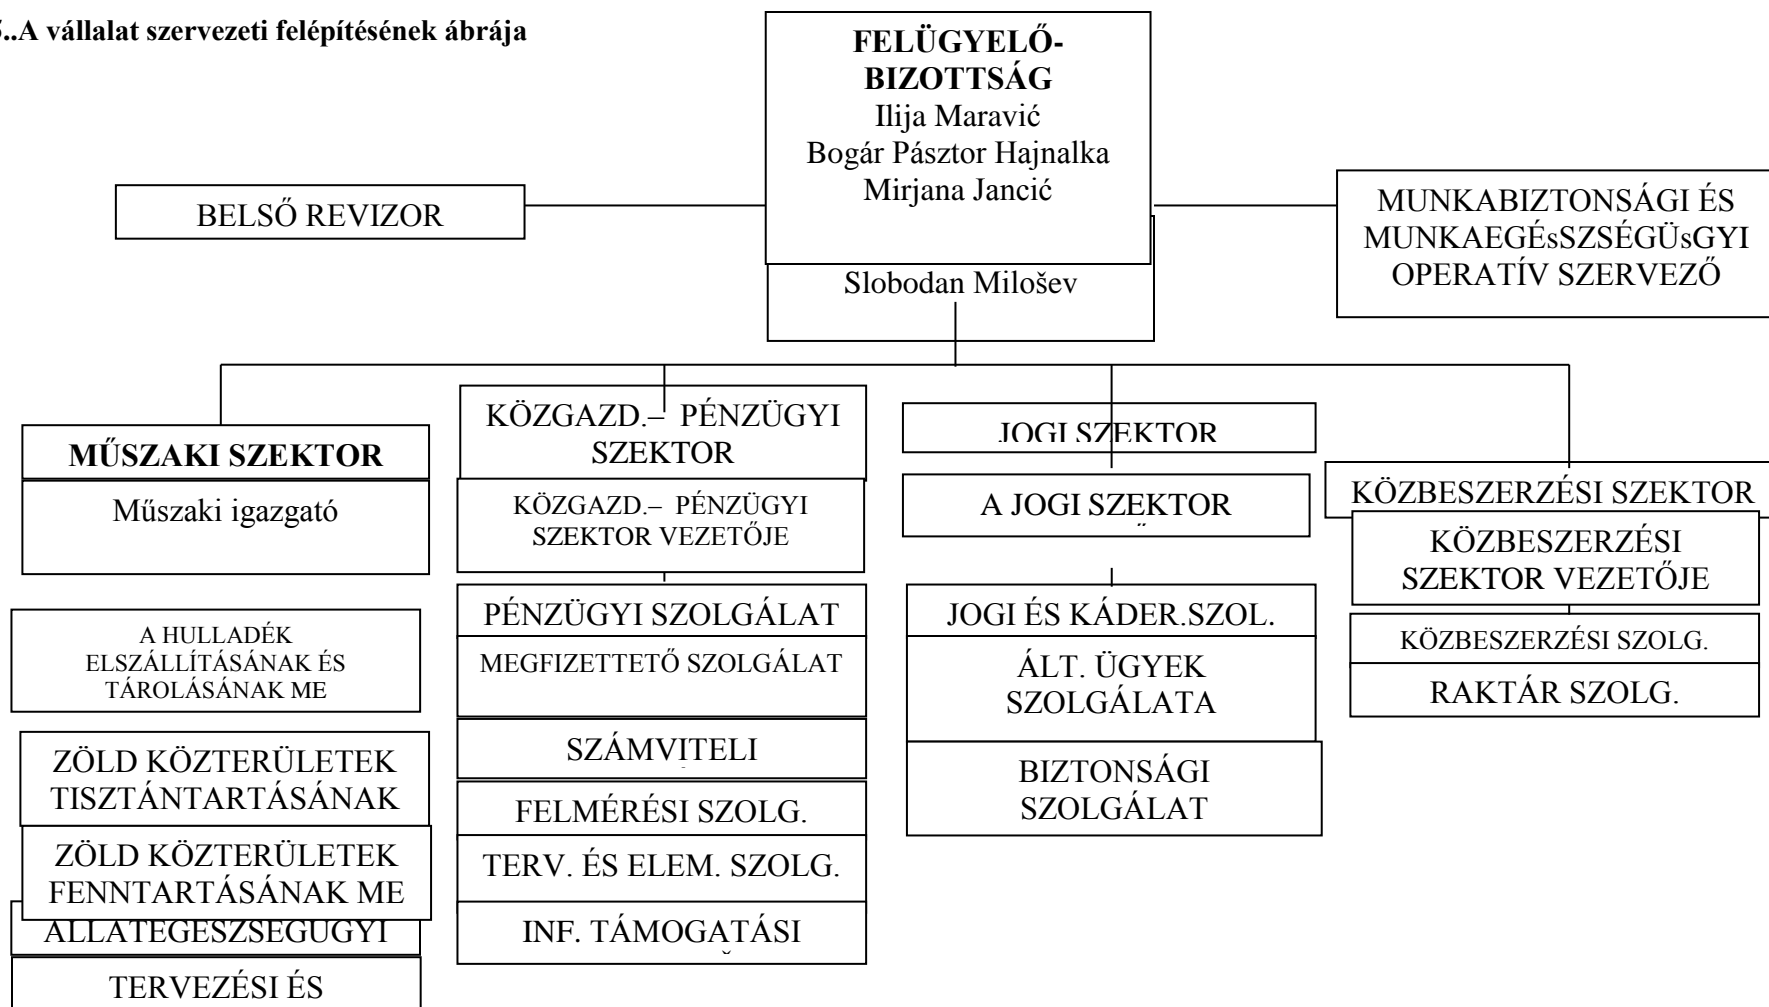 .A vállalat szervezeti felépítésének ábrája
FELÜGYELŐ-
BIZOTTSÁG
Ilija Maravić
Bogár Pásztor Hajnalka
Mirjana Jancić
Slobodan Milošev
BELSŐ REVIZOR
MUNKABIZTONSÁGI ÉS
MUNKAEGÉsSZSÉGÜsGYI
OPERATÍV SZERVEZŐ
MŰSZAKI SZEKTOR
Műszaki igazgató
A HULLADÉK
ELSZÁLLÍTÁSÁNAK ÉS
TÁROLÁSÁNAK ME
ZÖLD KÖZTERÜLETEK
TISZTÁNTARTÁSÁNAK
ZÖLD KÖZTERÜLETEK
FENNTARTÁSÁNAK ME
ÁLLATEGÉSZSÉGÜGYI
TERVEZÉSI ÉS
KÖZGAZD.– PÉNZÜGYI
SZEKTOR
KÖZGAZD.– PÉNZÜGYI
SZEKTOR VEZETŐJE
PÉNZÜGYI SZOLGÁLAT
MEGFIZETTETŐ SZOLGÁLAT
SZÁMVITELI
FELMÉRÉSI SZOLG.
TERV. ÉS ELEM. SZOLG.
INF. TÁMOGATÁSI
JOGI SZEKTOR
A JOGI SZEKTOR
JOGI ÉS KÁDER.SZOL.
ÁLT. ÜGYEK
SZOLGÁLATA
BIZTONSÁGI
SZOLGÁLAT
KÖZBESZERZÉSI SZEKTOR
KÖZBESZERZÉSI
SZEKTOR VEZETŐJE
KÖZBESZERZÉSI SZOLG.
RAKTÁR SZOLG.